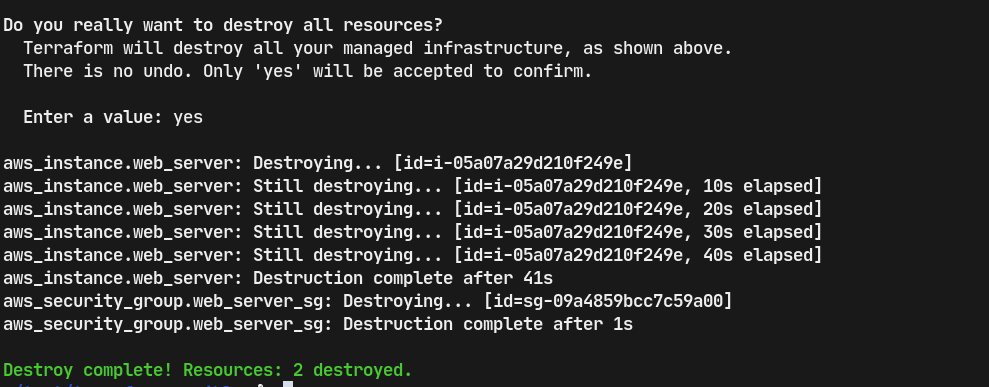 Do you really want to destroy all resources?
Terraform will destroy all your managed infrastructure, as shown above.
There is no undo. Only 'yes' will be accepted to confirm.
Enter a value: yes
aws_instance.web_server: Destroying... [id=i-05a07a29d210f249e]
aws_instance.web_server: Still destroying... [id=i-05a07a29d210f249e, 10s elapsed]
aws_instance.web_server: Still destroying... [id=i-05a07a29d210f249e, 20s elapsed]
aws_instance.web_server: Still destroying... [id=i-05a07a29d210f249e, 30s elapsed]
aws_instance.web_server: Still destroying... [id=i-05a07a29d210f249e, 40s elapsed]
aws_instance.web_server: Destruction complete after 41s
aws_security_group.web_server_sg: Destroying... [id=sg-09a4859bcc7c59a00]
aws_security_group.web_server_sg: Destruction complete after 1s
Destroy complete! Resources: 2 destroyed.